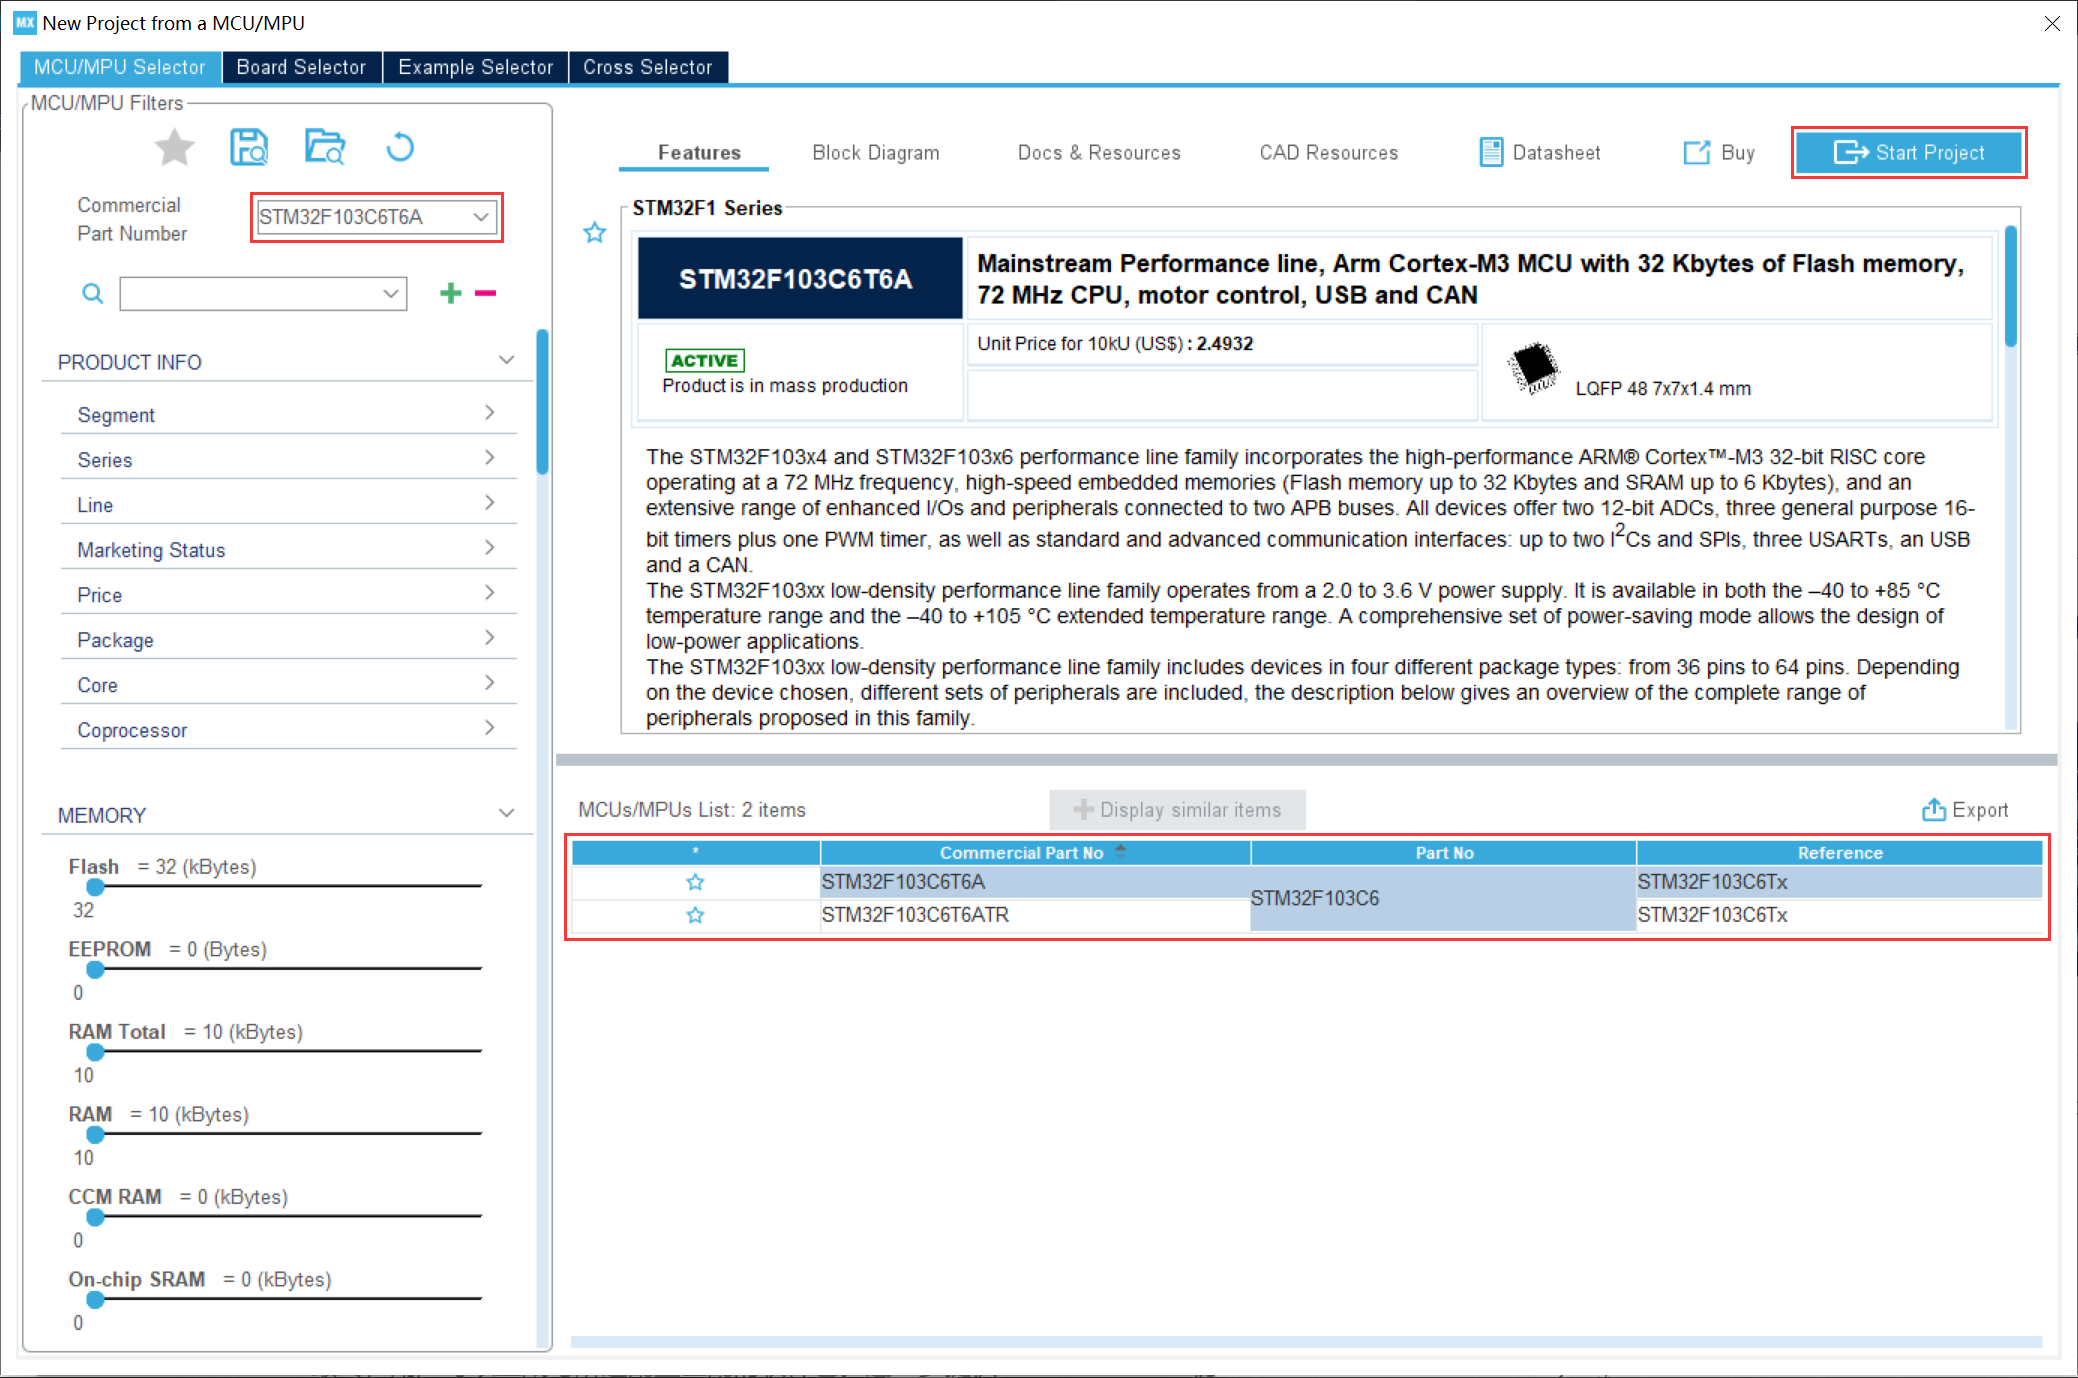 MX New Project from a MCU/MPU
MCU/MPU Selector Board Selector Example Selector Cross Selector
MCU/MPU Filters
Commercial
Part Number
STM32F103C6T6A
PRODUCT INFO
Segment
Series
Line
Marketing Status
Price
Package
Core
Coprocessor
MEMORY
Flash = 32 (kBytes)
32
EEPROM = 0 (Bytes)
0
RAM Total = 10 (kBytes)
10
RAM = 10 (kBytes)
10
CCM RAM = 0 (kBytes)
0
On-chip SRAM = 0 (kBytes)
0
Features Block Diagram Docs & Resources CAD Resources Datasheet Buy Start Project
STM32F1 Series
STM32F103C6T6A
Mainstream Performance line, Arm Cortex-M3 MCU with 32 Kbytes of Flash memory,
72 MHz CPU, motor control, USB and CAN
ACTIVE
Product is in mass production
Unit Price for 10kU (US$) : 2.4932
LQFP 48 7x7x1.4 mm
The STM32F103x4 and STM32F103x6 performance line family incorporates the high-performance ARM® Cortex™-M3 32-bit RISC core
operating at a 72 MHz frequency, high-speed embedded memories (Flash memory up to 32 Kbytes and SRAM up to 6 Kbytes), and an
extensive range of enhanced I/Os and peripherals connected to two APB buses. All devices offer two 12-bit ADCs, three general purpose 16-
bit timers plus one PWM timer, as well as standard and advanced communication interfaces: up to two I²Cs and SPIs, three USARTs, an USB
and a CAN.
The STM32F103xx low-density performance line family operates from a 2.0 to 3.6 V power supply. It is available in both the –40 to +85 °C
temperature range and the –40 to +105 °C extended temperature range. A comprehensive set of power-saving mode allows the design of
low-power applications.
The STM32F103xx low-density performance line family includes devices in four different package types: from 36 pins to 64 pins. Depending
on the device chosen, different sets of peripherals are included, the description below gives an overview of the complete range of
peripherals proposed in this family.
MCUs/MPUs List: 2 items
Display similar items
Export
* Commercial Part No Part No Reference
STM32F103C6T6A STM32F103C6 STM32F103C6Tx
STM32F103C6T6ATR STM32F103C6Tx